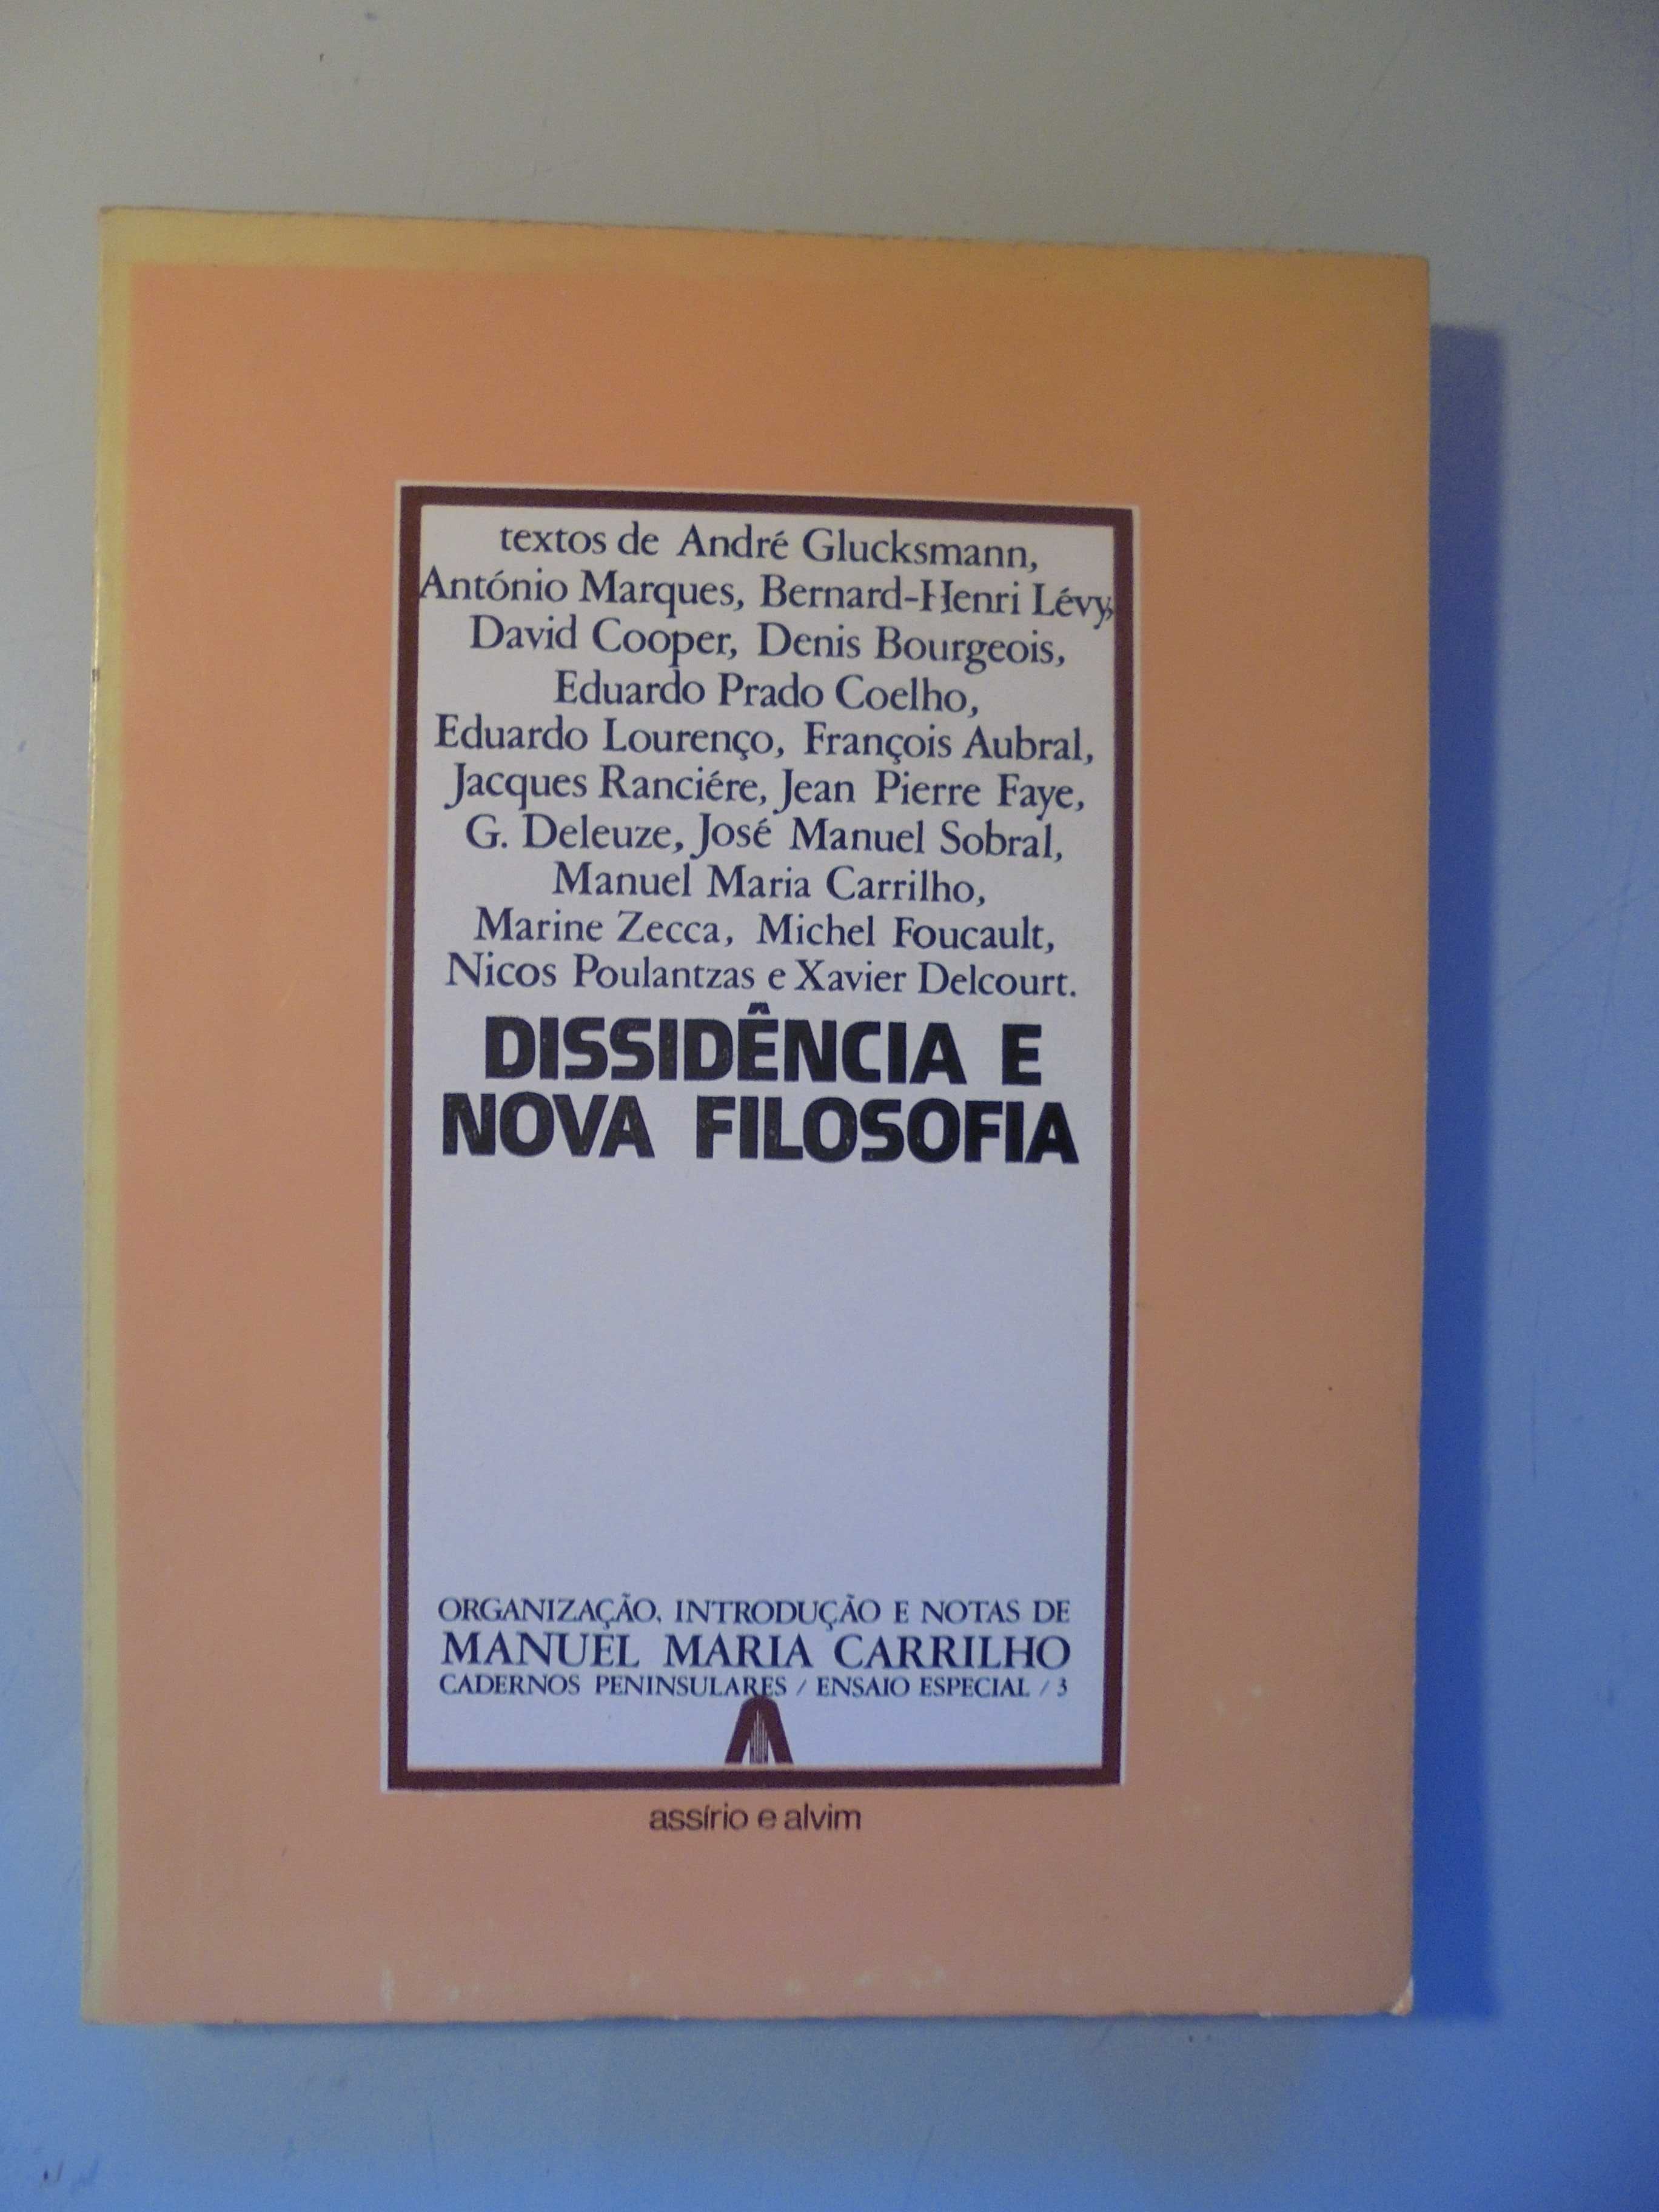 textos de André Glucksmann,
António Marques, Bernard-Henri Lévy,
David Cooper, Denis Bourgeois,
Eduardo Prado Coelho,
Eduardo Lourenço, François Aubral,
Jacques Ranciére, Jean Pierre Faye,
G. Deleuze, José Manuel Sobral,
Manuel Maria Carrilho,
Marine Zecca, Michel Foucault,
Nicos Poulantzas e Xavier Delcourt.
DISSIDÊNCIA E
NOVA FILOSOFIA
ORGANIZAÇÃO, INTRODUÇÃO E NOTAS DE
MANUEL MARIA CARRILHO
CADERNOS PENINSULARES / ENSAIO ESPECIAL / 3
assírio e alvim